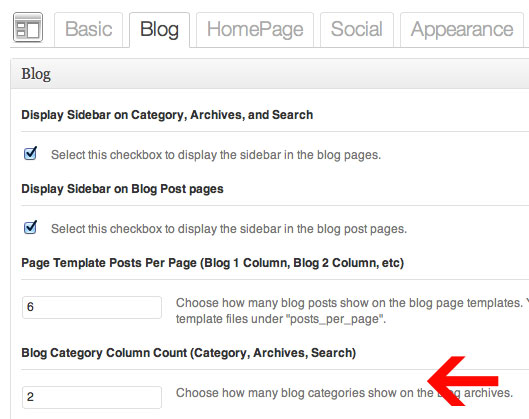 Basic Blog HomePage Social Appearance
Blog
Display Sidebar on Category, Archives, and Search
Select this checkbox to display the sidebar in the blog pages.
Display Sidebar on Blog Post pages
Select this checkbox to display the sidebar in the blog post pages.
Page Template Posts Per Page (Blog 1 Column, Blog 2 Column, etc)
6
Choose how many blog posts show on the blog page templates.
template files under "posts_per_page".
Blog Category Column Count (Category, Archives, Search)
2
Choose how many blog categories show on the blog archives.